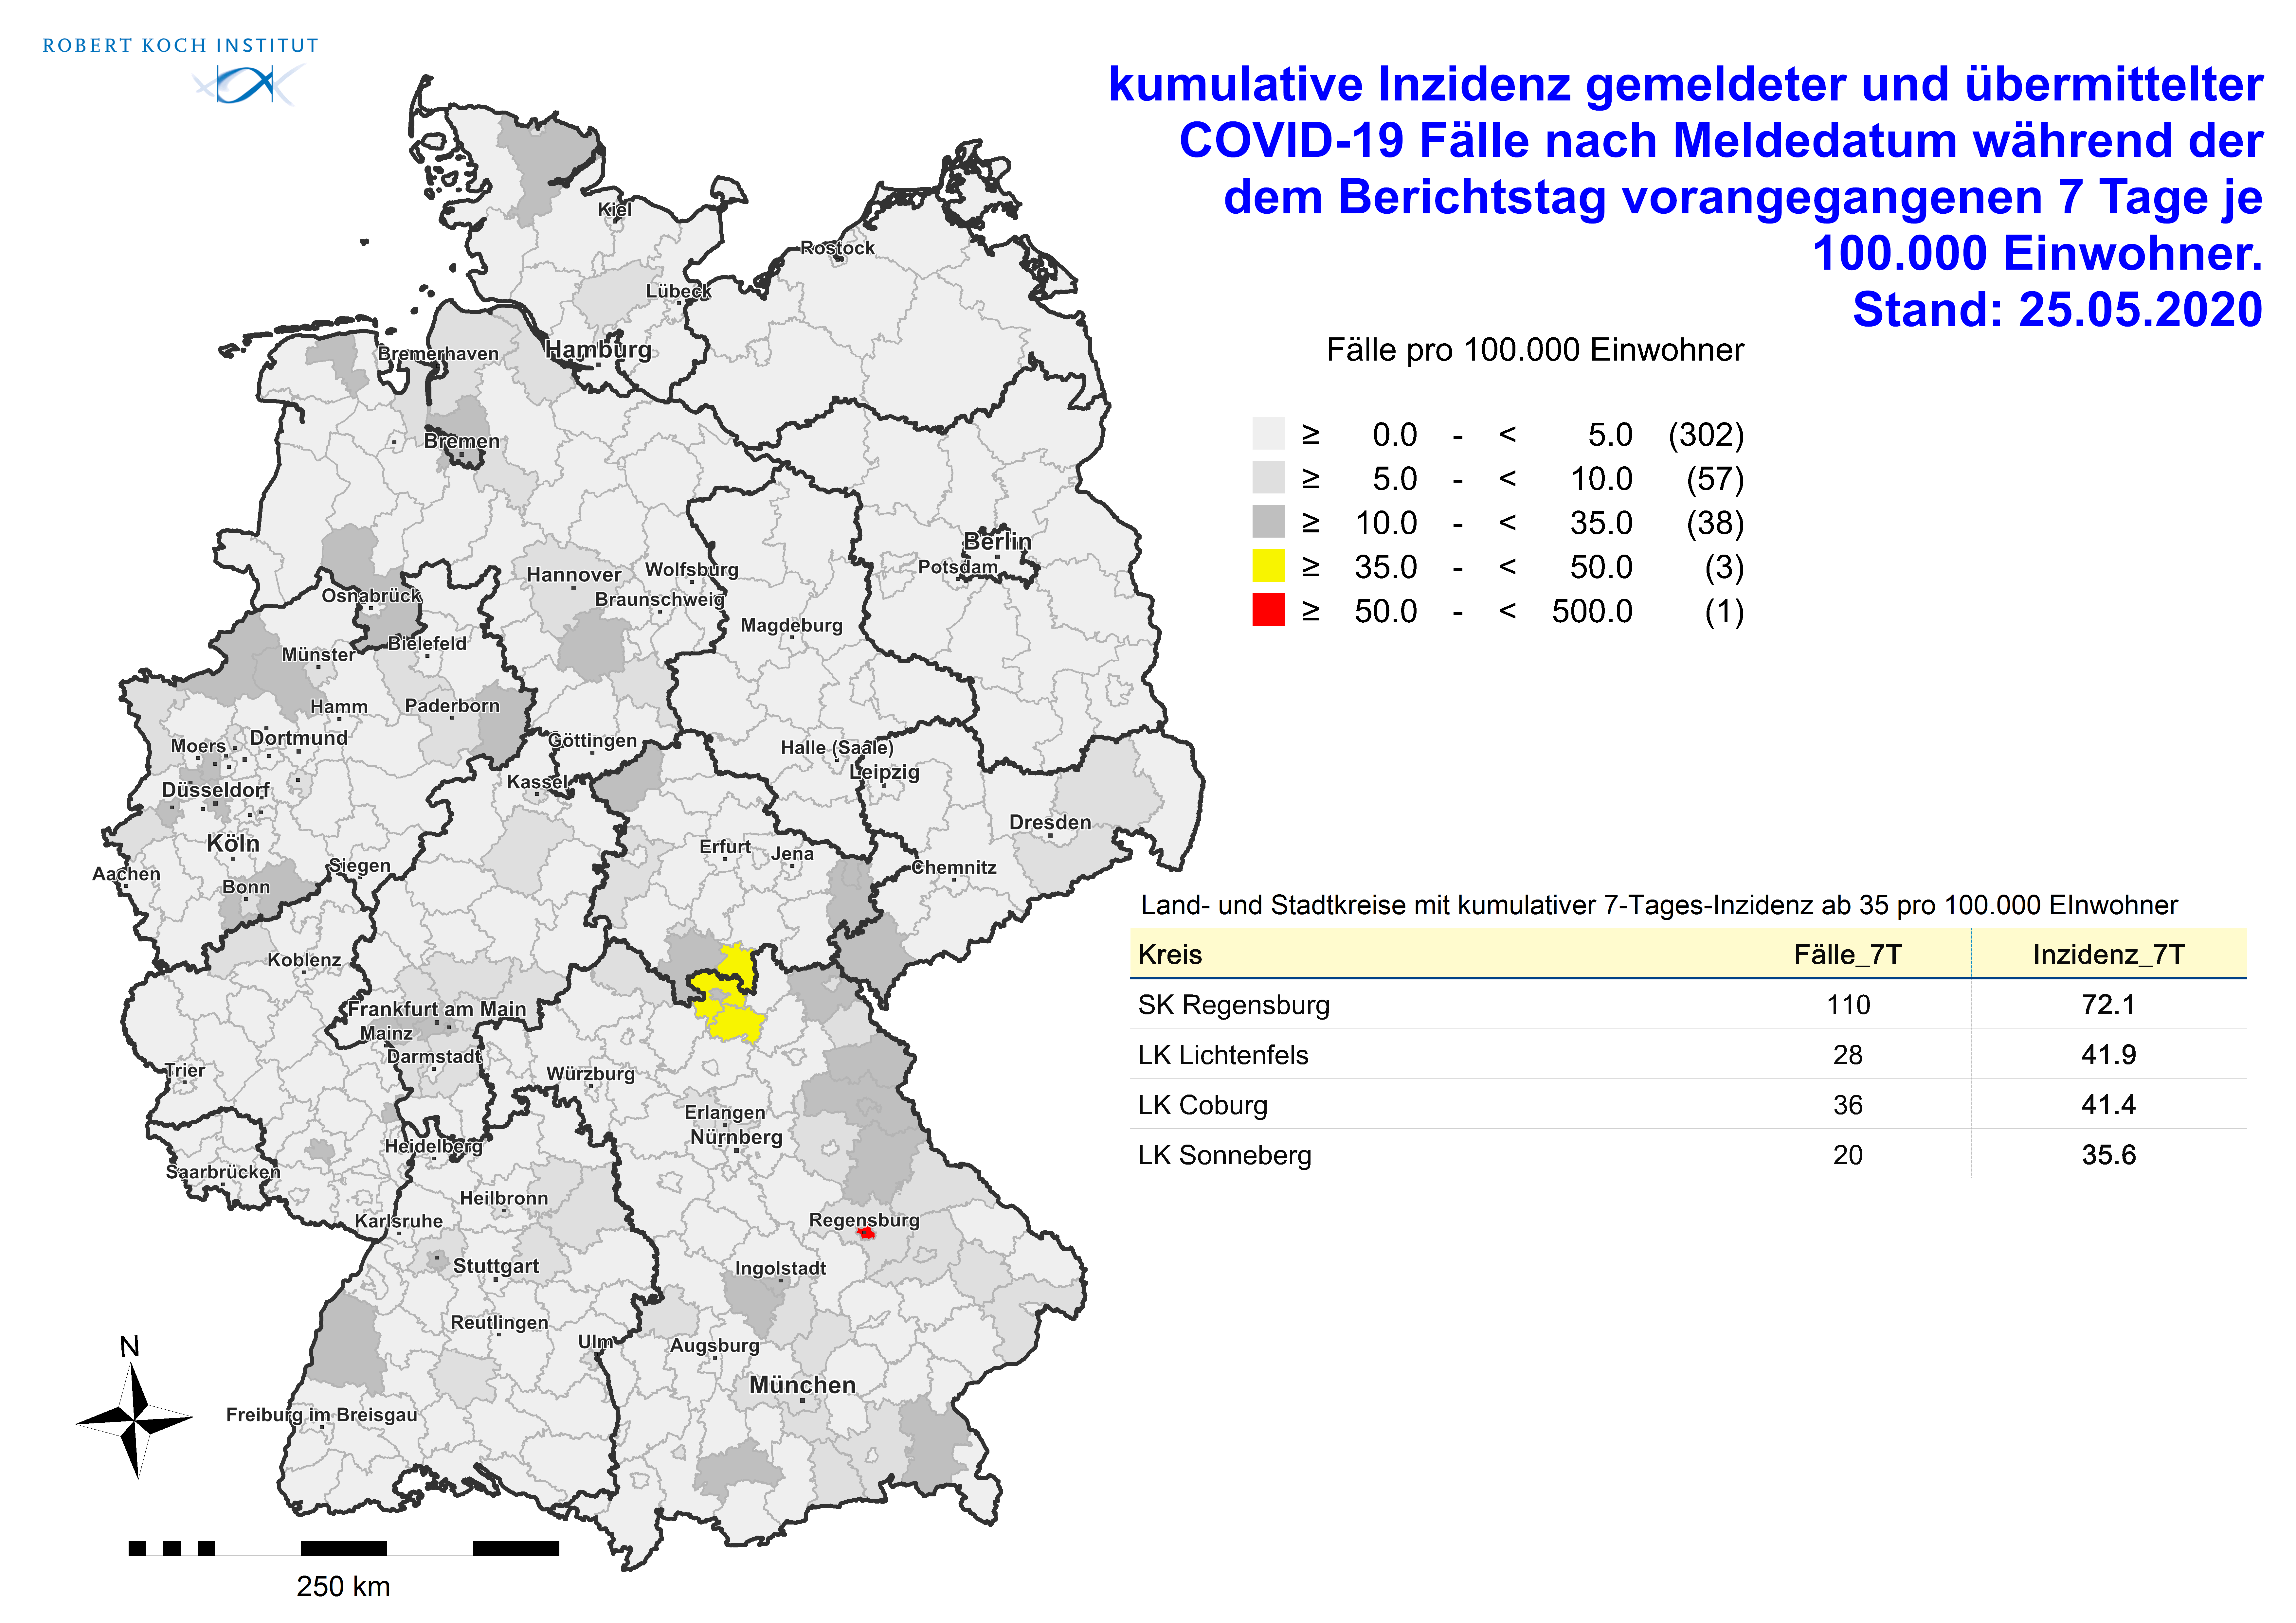 ROBERT KOCH INSTITUT
kumulative Inzidenz gemeldeter und übermittelter
COVID-19 Fälle nach Meldedatum während der
dem Berichtstag vorangegangenen 7 Tage je
100.000 Einwohner.
Stand: 25.05.2020
Fälle pro 100.000 Einwohner
≥ 0.0 - < 5.0 (302)
≥ 5.0 - < 10.0 (57)
≥ 10.0 - < 35.0 (38)
≥ 35.0 - < 50.0 (3)
≥ 50.0 - < 500.0 (1)
Kiel
Rostock
Lübeck
Hamburg
Bremerhaven
Bremen
Berlin
Potsdam
Hannover
Wolfsburg
Braunschweig
Osnabrück
Magdeburg
Bielefeld
Münster
Hamm
Paderborn
Moers
Dortmund
Göttingen
Halle (Saale)
Leipzig
Kassel
Düsseldorf
Dresden
Köln
Erfurt
Jena
Siegen
Chemnitz
Aachen
Bonn
Koblenz
Frankfurt am Main
Mainz
Darmstadt
Trier
Würzburg
Erlangen
Nürnberg
Heidelberg
Saarbrücken
Heilbronn
Karlsruhe
Regensburg
Stuttgart
Ingolstadt
Reutlingen
Ulm
Augsburg
München
Freiburg im Breisgau
N
250 km
Land- und Stadtkreise mit kumulativer 7-Tages-Inzidenz ab 35 pro 100.000 EInwohner
Kreis Fälle_7T Inzidenz_7T
SK Regensburg 110 72.1
LK Lichtenfels 28 41.9
LK Coburg 36 41.4
LK Sonneberg 20 35.6